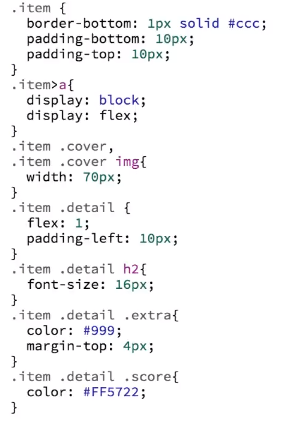 .item {
  border-bottom: 1px solid #ccc;
  padding-bottom: 10px;
  padding-top: 10px;
}
.item>a{
  display: block;
  display: flex;
}
.item .cover,
.item .cover img{
  width: 70px;
}
.item .detail {
  flex: 1;
  padding-left: 10px;
}
.item .detail h2{
  font-size: 16px;
}
.item .detail .extra{
  color: #999;
  margin-top: 4px;
}
.item .detail .score{
  color: #FF5722;
}